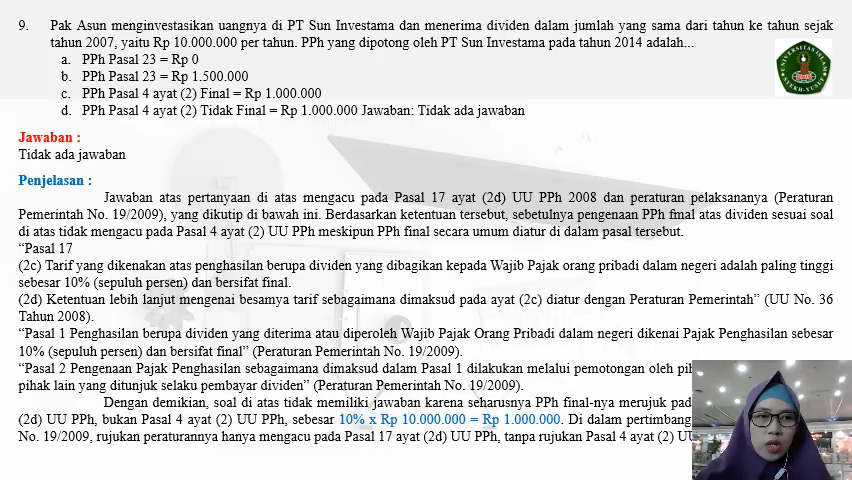 9. Pak Asun menginvestasikan uangnya di PT Sun Investama dan menerima dividen dalam jumlah yang sama dari tahun ke tahun sejak
tahun 2007, yaitu Rp 10.000.000 per tahun. PPh yang dipotong oleh PT Sun Investama pada tahun 2014 adalah...
a. PPh Pasal 23 = Rp 0
b. PPh Pasal 23 = Rp 1.500.000
c. PPh Pasal 4 ayat (2) Final = Rp 1.000.000
d. PPh Pasal 4 ayat (2) Tidak Final = Rp 1.000.000 Jawaban: Tidak ada jawaban
UNIVERSITAS ISLAM
UNIS
SYEKH-YUSUF
Jawaban :
Tidak ada jawaban
Penjelasan :
Jawaban atas pertanyaan di atas mengacu pada Pasal 17 ayat (2d) UU PPh 2008 dan peraturan pelaksananya (Peraturan
Pemerintah No. 19/2009), yang dikutip di bawah ini. Berdasarkan ketentuan tersebut, sebetulnya pengenaan PPh fmal atas dividen sesuai soal
di atas tidak mengacu pada Pasal 4 ayat (2) UU PPh meskipun PPh final secara umum diatur di dalam pasal tersebut.
“Pasal 17
(2c) Tarif yang dikenakan atas penghasilan berupa dividen yang dibagikan kepada Wajib Pajak orang pribadi dalam negeri adalah paling tinggi
sebesar 10% (sepuluh persen) dan bersifat final.
(2d) Ketentuan lebih lanjut mengenai besamya tarif sebagaimana dimaksud pada ayat (2c) diatur dengan Peraturan Pemerintah” (UU No. 36
Tahun 2008).
“Pasal 1 Penghasilan berupa dividen yang diterima atau diperoleh Wajib Pajak Orang Pribadi dalam negeri dikenai Pajak Penghasilan sebesar
10% (sepuluh persen) dan bersifat final” (Peraturan Pemerintah No. 19/2009).
“Pasal 2 Pengenaan Pajak Penghasilan sebagaimana dimaksud dalam Pasal 1 dilakukan melalui pemotongan oleh
pihak lain yang ditunjuk selaku pembayar dividen” (Peraturan Pemerintah No. 19/2009).
Dengan demikian, soal di atas tidak memiliki jawaban karena seharusnya PPh final-nya merujuk
(2d) UU PPh, bukan Pasal 4 ayat (2) UU PPh, sebesar 10% x Rp 10.000.000 = Rp 1.000.000. Di dalam
No. 19/2009, rujukan peraturannya hanya mengacu pada Pasal 17 ayat (2d) UU PPh, tanpa rujukan Pasal 4 ayat (2)